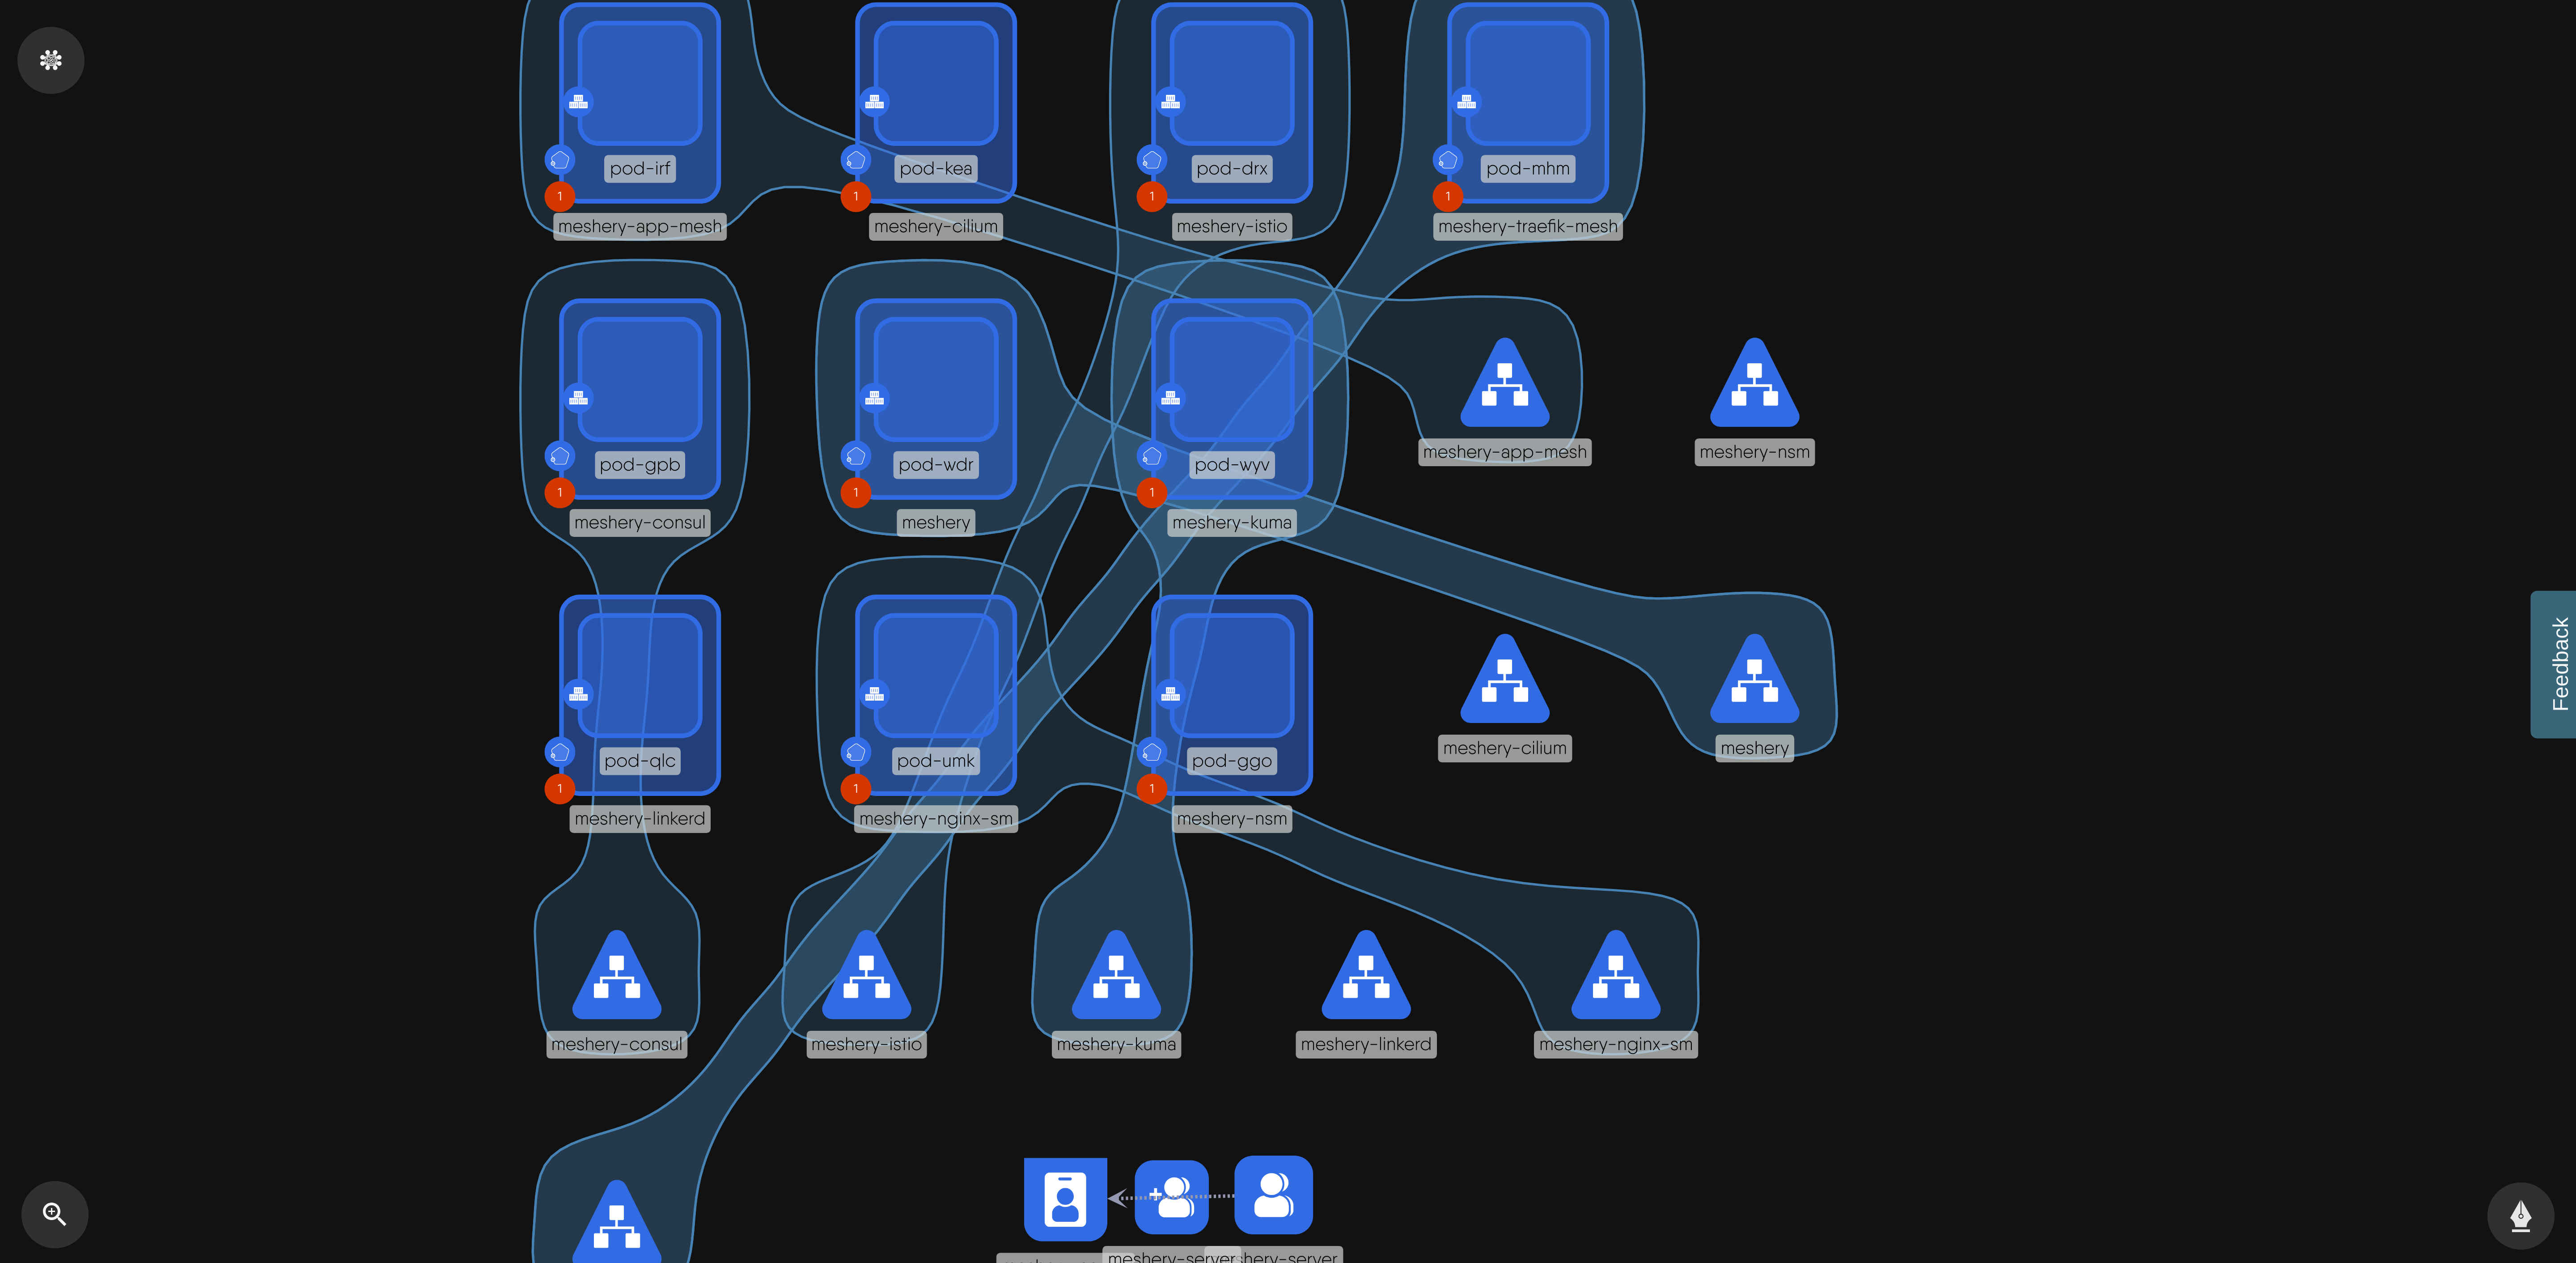 pod-irf
pod-kea
pod-drx
pod-mhm
1
1
1
1
meshery-app-mesh
meshery-cilium
meshery-istio
meshery-traefik-mesh
pod-gpb
pod-wdr
pod-wyv
meshery-app-mesh
meshery-nsm
1
1
1
meshery-consul
meshery
meshery-kuma
Feedback
pod-qlc
pod-umk
pod-ggo
meshery-cilium
meshery
1
1
1
meshery-linkerd
meshery-nginx-sm
meshery-nsm
meshery-consul
meshery-istio
meshery-kuma
meshery-linkerd
meshery-nginx-sm
meshery-server
hery-server